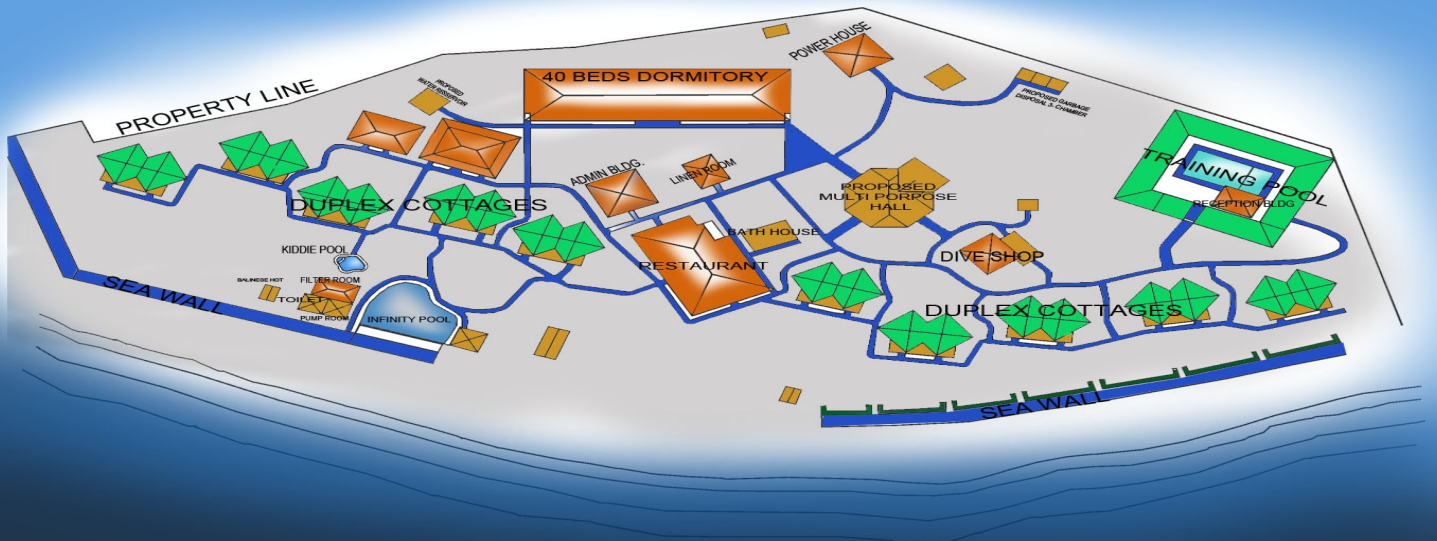 POWER HOUSE
40 BEDS DORMITORY
PROPOSED
WATER RESSERVOIR
PROPERTY LINE
PROPOSED GARBAGE
DISPOSAL 3- CHAMBER
TRAINING POOL
RECEPTION BLDG
ADMIN BLDG.
LINEN ROOM
PROPOSED
MULTI PORPOSE
HALL
DUPLEX COTTAGES
BATH HOUSE
KIDDIE POOL
RESTAURANT
DIVE SHOP
BALINESE HOT
FILTER ROOM
TOILET
PUMP ROOM
SEA WALL
INFINITY POOL
DUPLEX COTTAGES
SEA WALL